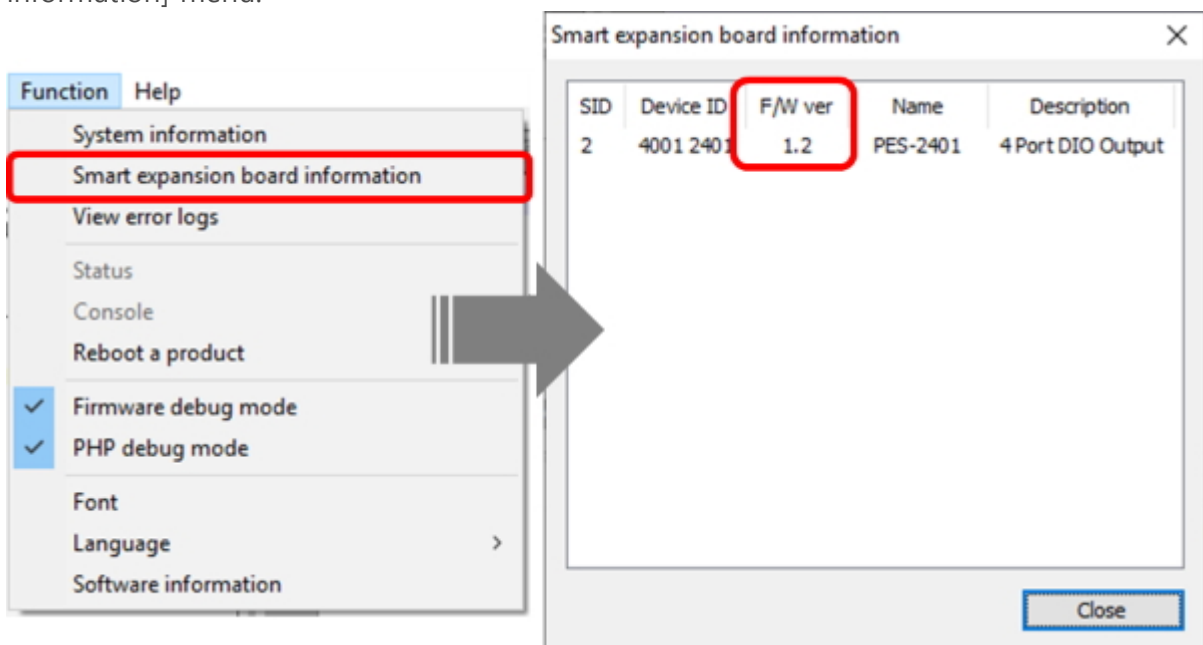 information] menu.
Function Help
System information
Smart expansion board information
View error logs
Status
Console
Reboot a product
Firmware debug mode
PHP debug mode
Font
Language
Software information
Smart expansion board information
SID Device ID F/W ver Name Description
2 4001 2401 1.2 PES-2401 4 Port DIO Output
Close